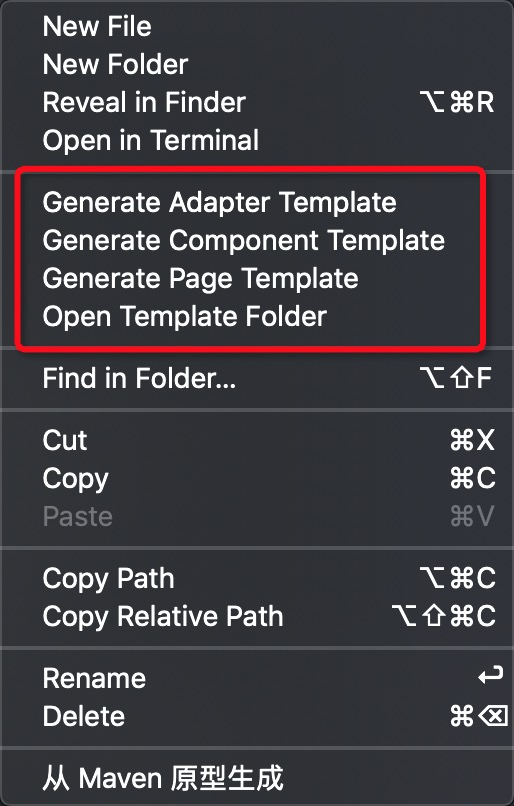 New File
New Folder
Reveal in Finder ⌥⌘R
Open in Terminal
Generate Adapter Template
Generate Component Template
Generate Page Template
Open Template Folder
Find in Folder... ⌥⇧F
Cut ⌘X
Copy ⌘C
Paste ⌘V
Copy Path ⌥⌘C
Copy Relative Path ⌥⇧⌘C
Rename ↩
Delete ⌘⌫
从 Maven 原型生成